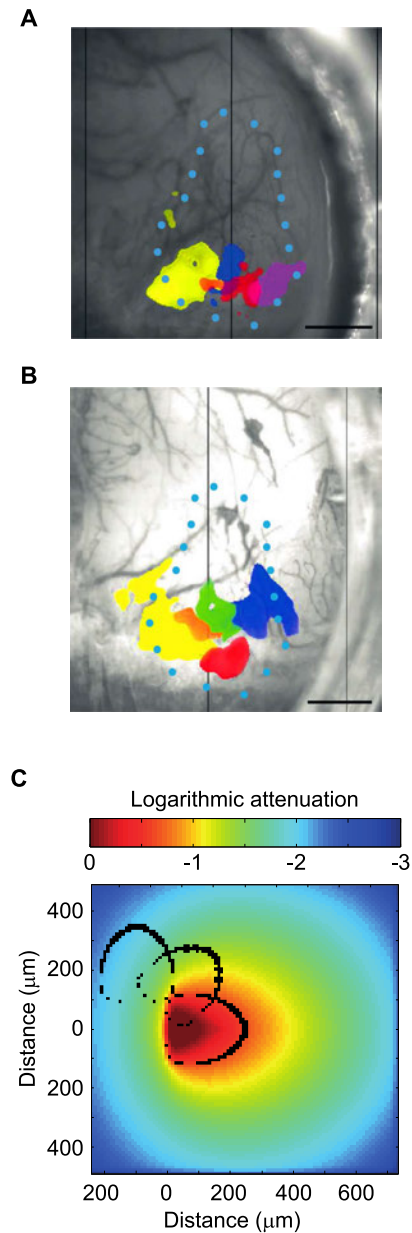 A
B
C
Logarithmic attenuation
0 -1 -2 -3
400
200
0
200
400
Distance (μm)
200 0 200 400 600
Distance (μm)